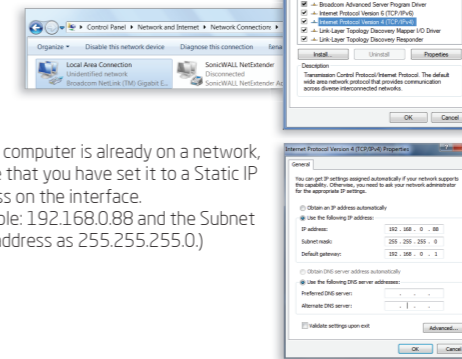 Control Panel ▸ Network and Internet ▸ Network Connections ▸
Organize ▾ Disable this network device Diagnose this connection
Local Area Connection
Unidentified network
Broadcom NetLink (TM) Gigabit E...
SonicWALL NetExtender
Disconnected
SonicWALL NetExtender
Broadcom Advanced Server Program Driver
Internet Protocol Version 6 (TCP/IPv6)
Internet Protocol Version 4 (TCP/IPv4)
Link-Layer Topology Discovery Mapper I/O Driver
Link-Layer Topology Discovery Responder
Install... Uninstall Properties
Description
Transmission Control Protocol/Internet Protocol. The default
wide area network protocol that provides communication
across diverse interconnected networks.
OK Cancel
computer is already on a network,
that you have set it to a Static IP
on the interface.
192.168.0.88 and the Subnet
address as 255.255.255.0.)
Internet Protocol Version 4 (TCP/IPv4) Properties
General
You can get IP settings assigned automatically if your network supports
this capability. Otherwise, you need to ask your network administrator
for the appropriate IP settings.
Obtain an IP address automatically
Use the following IP address:
IP address: 192 . 168 . 0 . 88
Subnet mask: 255 . 255 . 255 . 0
Default gateway: 192 . 168 . 0 . 1
Obtain DNS server address automatically
Use the following DNS server addresses:
Preferred DNS server: . . .
Alternate DNS server: . . .
Validate settings upon exit Advanced...
OK Cancel